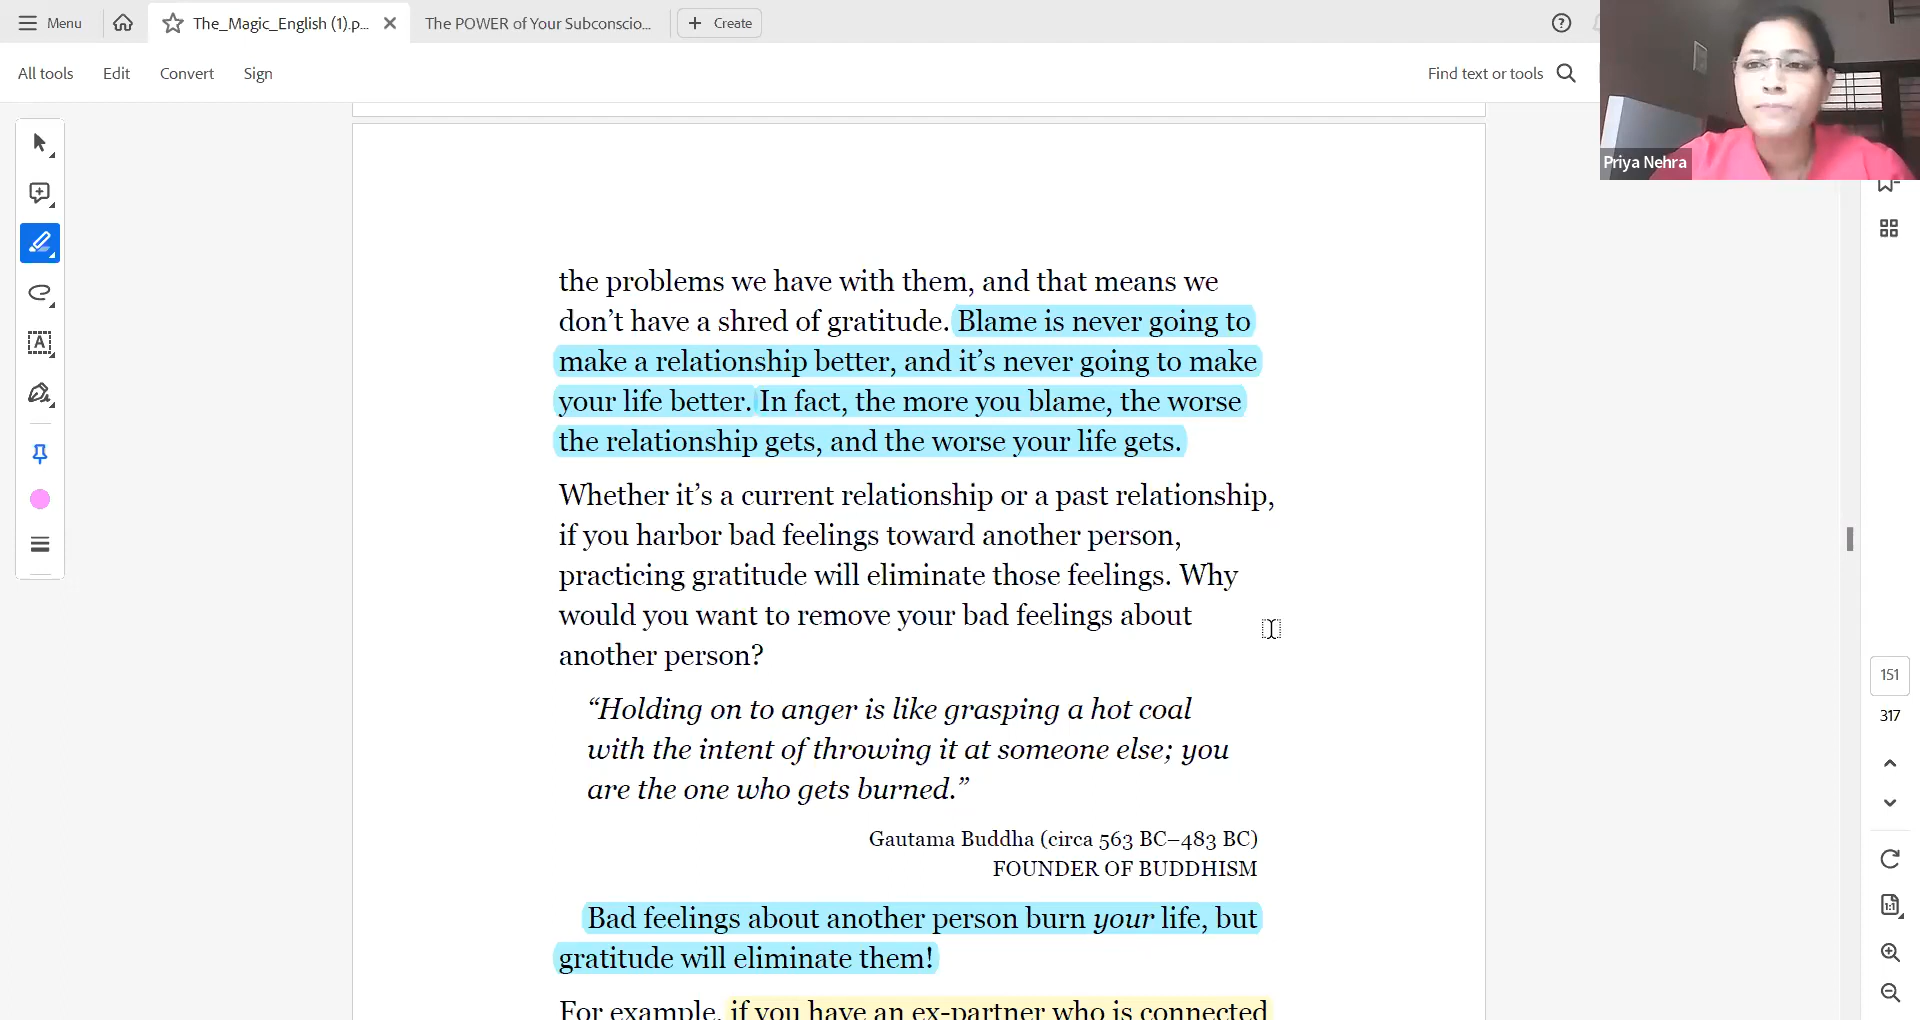 Menu
The_Magic_English (1).p...
The POWER of Your Subconscio...
Create
All tools
Edit
Convert
Sign
Find text or tools
Priya Nehra
the problems we have with them, and that means we
don’t have a shred of gratitude. Blame is never going to
make a relationship better, and it’s never going to make
your life better. In fact, the more you blame, the worse
the relationship gets, and the worse your life gets.
Whether it’s a current relationship or a past relationship,
if you harbor bad feelings toward another person,
practicing gratitude will eliminate those feelings. Why
would you want to remove your bad feelings about
another person?
“Holding on to anger is like grasping a hot coal
with the intent of throwing it at someone else; you
are the one who gets burned.”
Gautama Buddha (circa 563 BC–483 BC)
FOUNDER OF BUDDHISM
Bad feelings about another person burn your life, but
gratitude will eliminate them!
For example, if you have an ex-partner who is connected
151
317
1:1